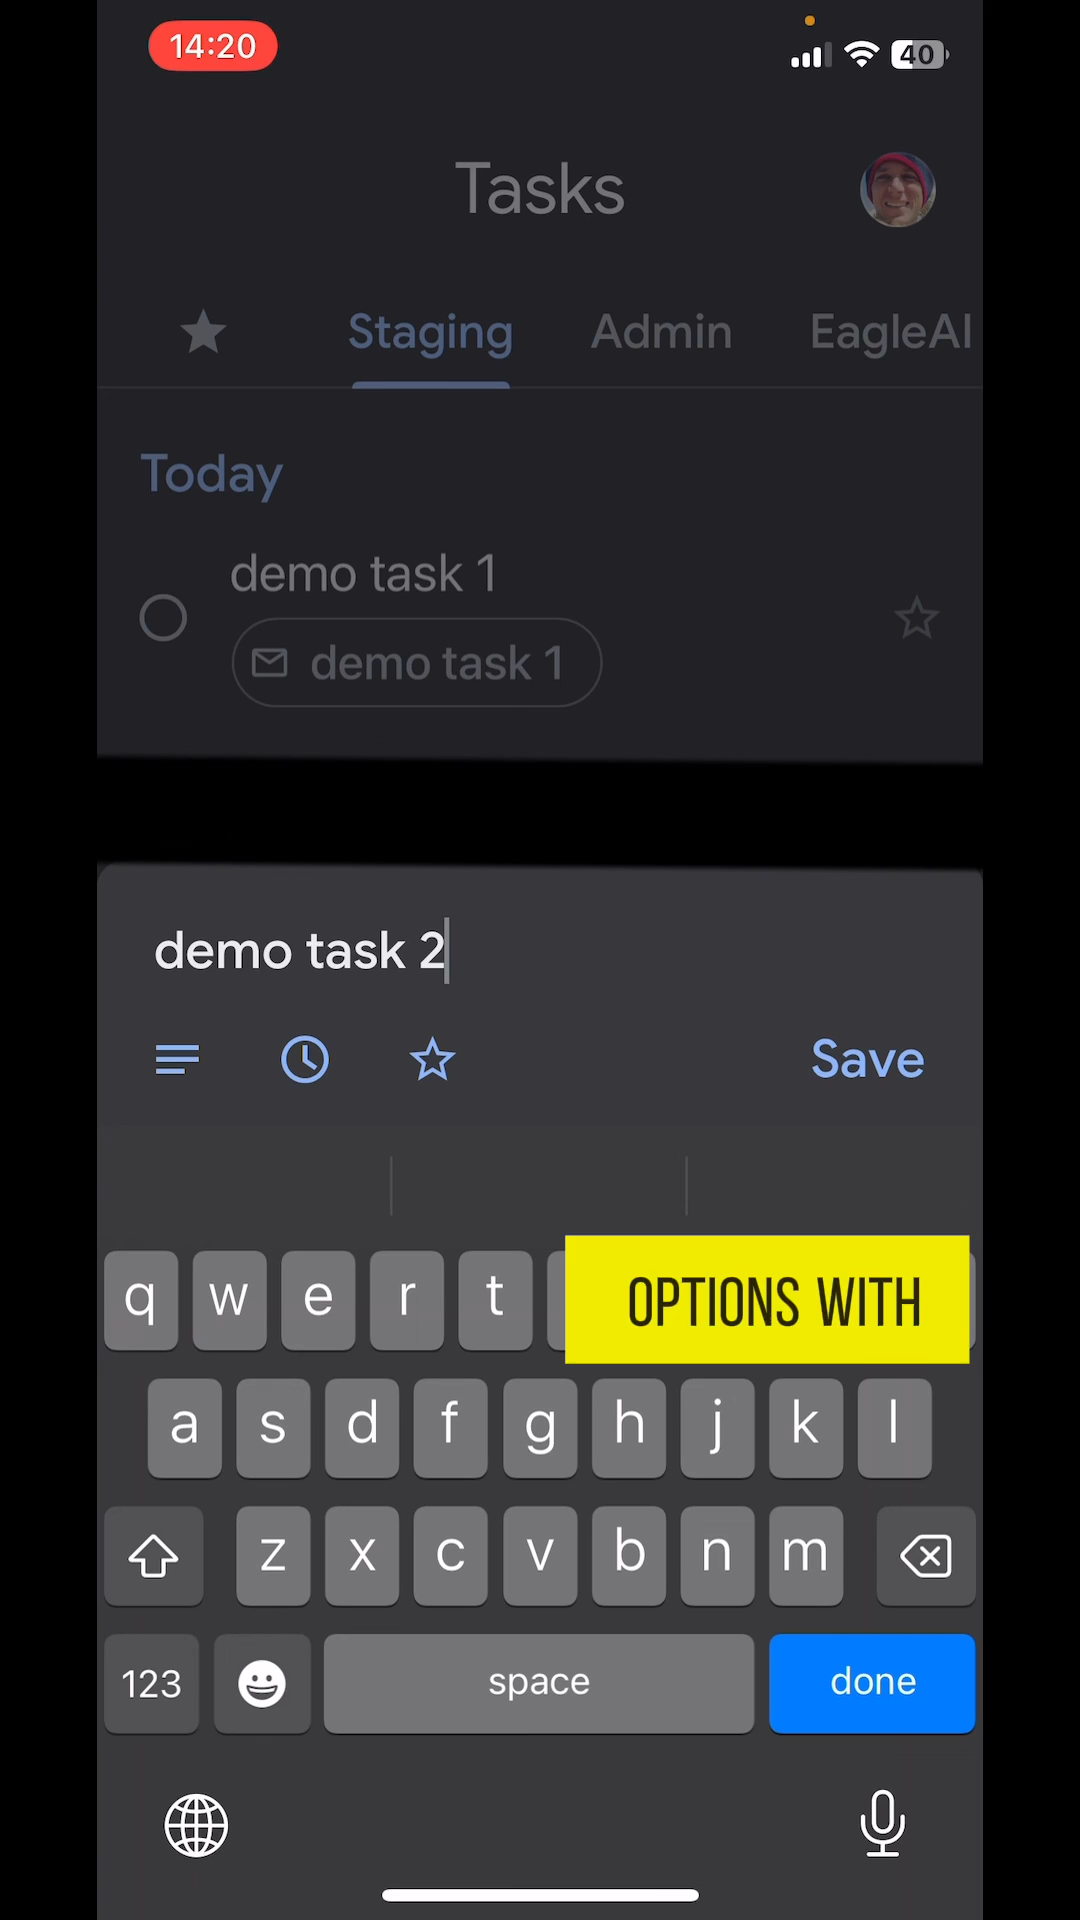 14:20
40
Tasks
Staging Admin EagleAI
Today
demo task 1
demo task 1
demo task 2
Save
q w e r t
OPTIONS WITH
a s d f g h j k l
z x c v b n m
123 space done